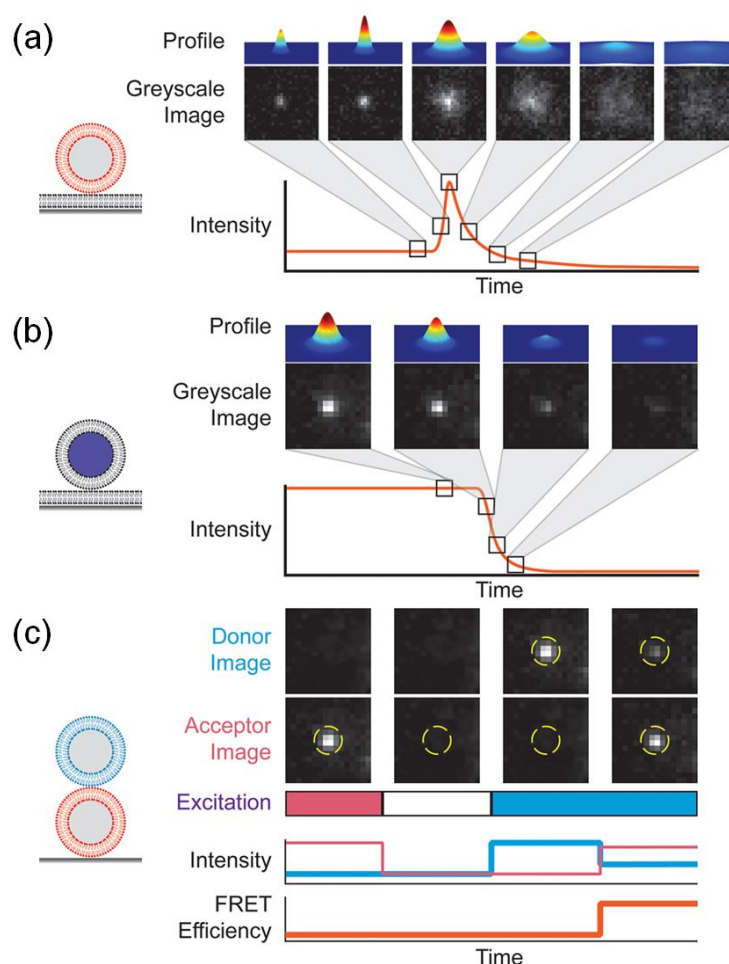 (a)
Profile
Greyscale
Image
Intensity
Time
(b)
Profile
Greyscale
Image
Intensity
Time
(c)
Donor
Image
Acceptor
Image
Excitation
Intensity
FRET
Efficiency
Time